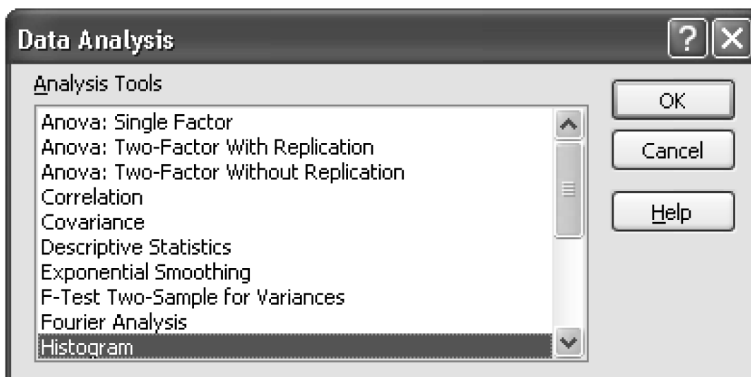 Data Analysis
Analysis Tools
Anova: Single Factor
Anova: Two-Factor With Replication
Anova: Two-Factor Without Replication
Correlation
Covariance
Descriptive Statistics
Exponential Smoothing
F-Test Two-Sample for Variances
Fourier Analysis
Histogram
OK
Cancel
Help